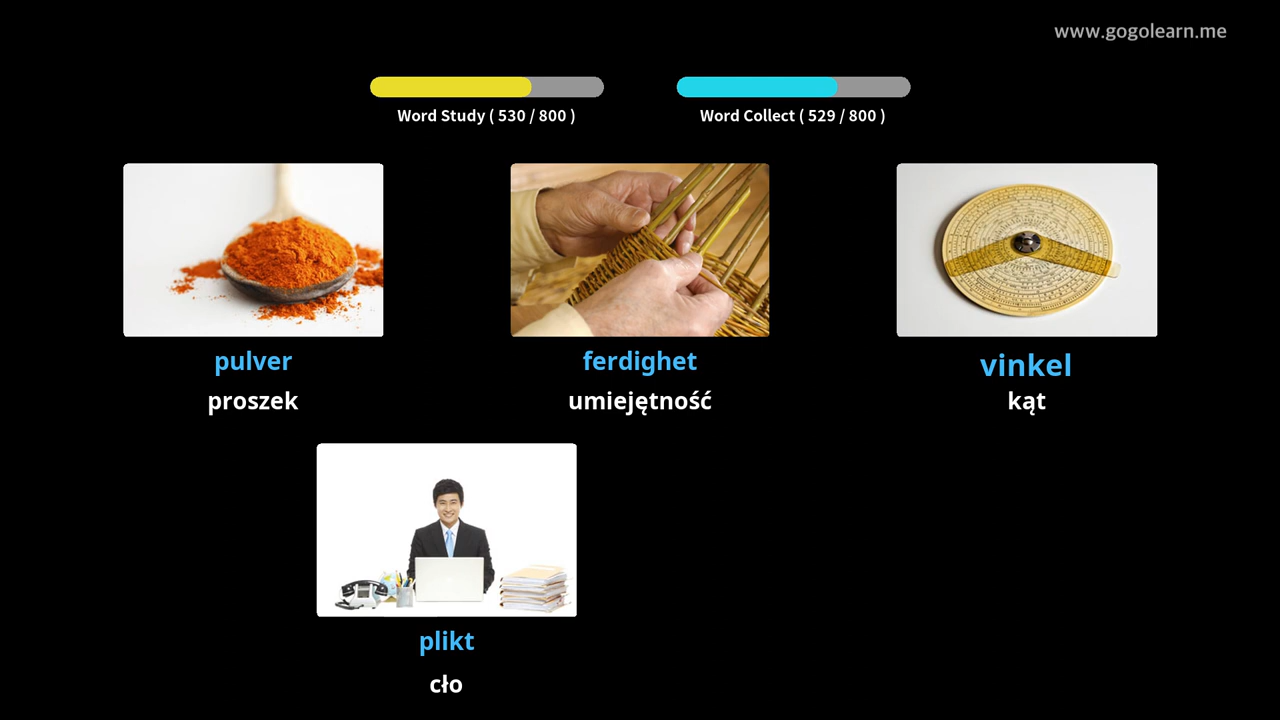 www.gogolearn.me
Word Study ( 530 / 800 )
Word Collect ( 529 / 800 )
pulver
proszek
ferdighet
umiejętność
vinkel
kąt
plikt
cło